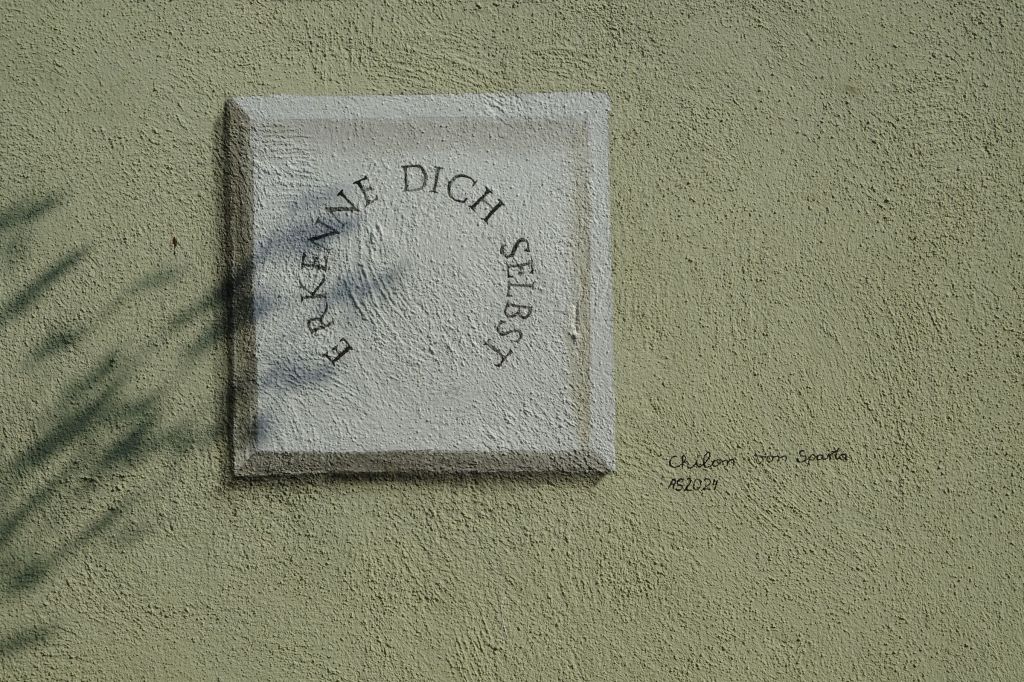 ERKENNE DICH SELBST
Chilon von Sparta
AS2024